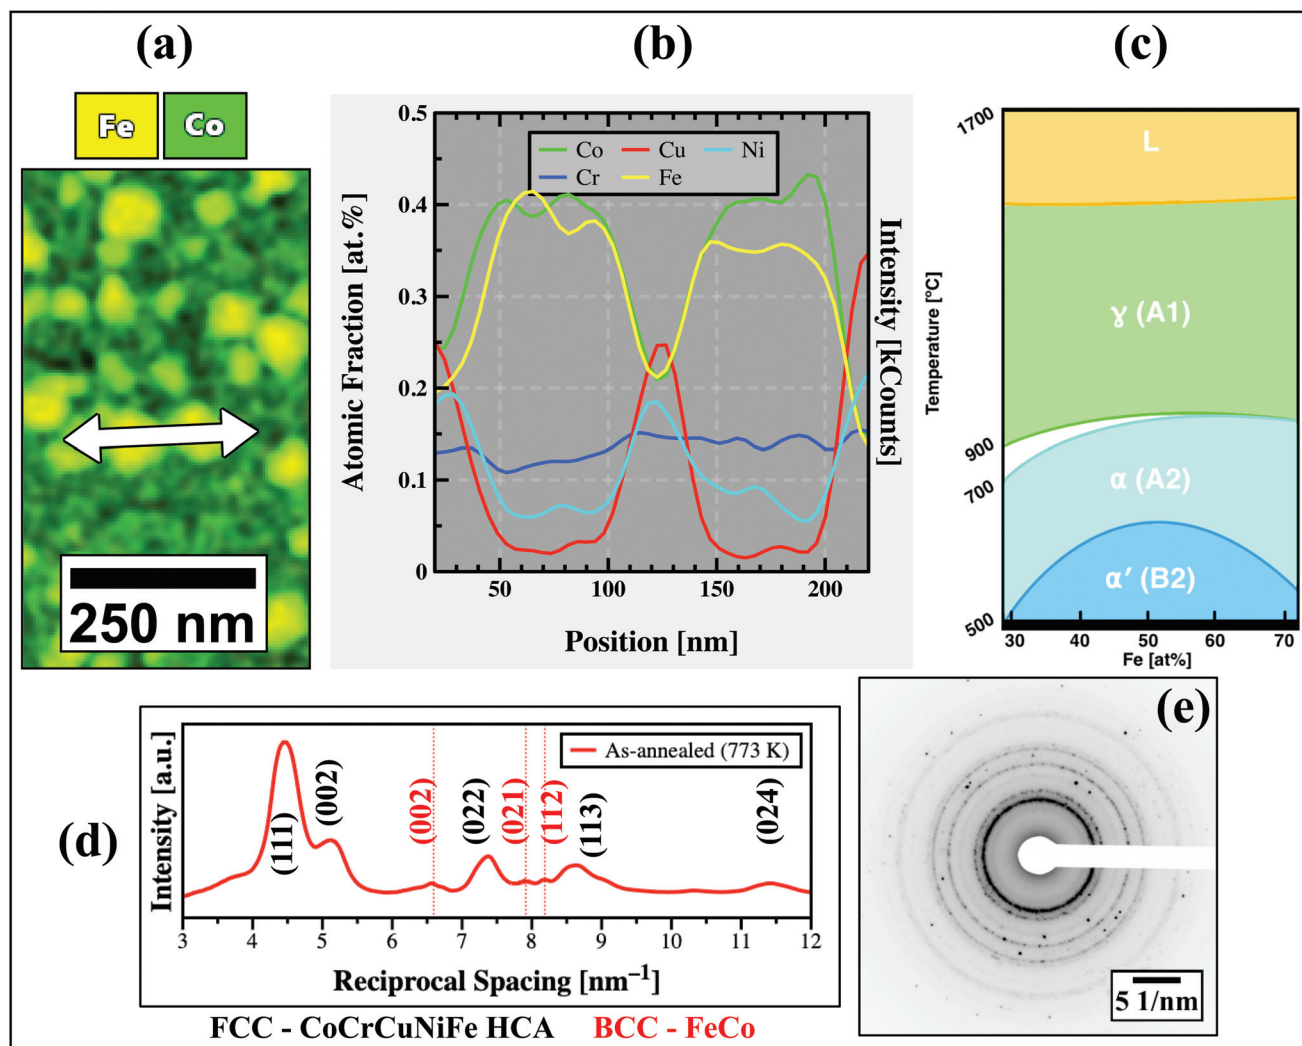 (a)
(b)
(c)
Fe Co
250 nm
Atomic Fraction [at.%]
0.5
0.4
0.3
0.2
0.1
0
Co Cu Ni
Cr Fe
Intensity [kCounts]
50 100 150 200
Position [nm]
Temperature [°C]
1700
900
700
500
L
γ (A1)
α (A2)
α′ (B2)
30 40 50 60 70
Fe [at%]
(d)
Intensity [a.u.]
As-annealed (773 K)
(111) (002) (002) (022) (021) (112) (113) (024)
3 4 5 6 7 8 9 10 11 12
Reciprocal Spacing [nm⁻¹]
FCC - CoCrCuNiFe HCA BCC - FeCo
(e)
5 1/nm